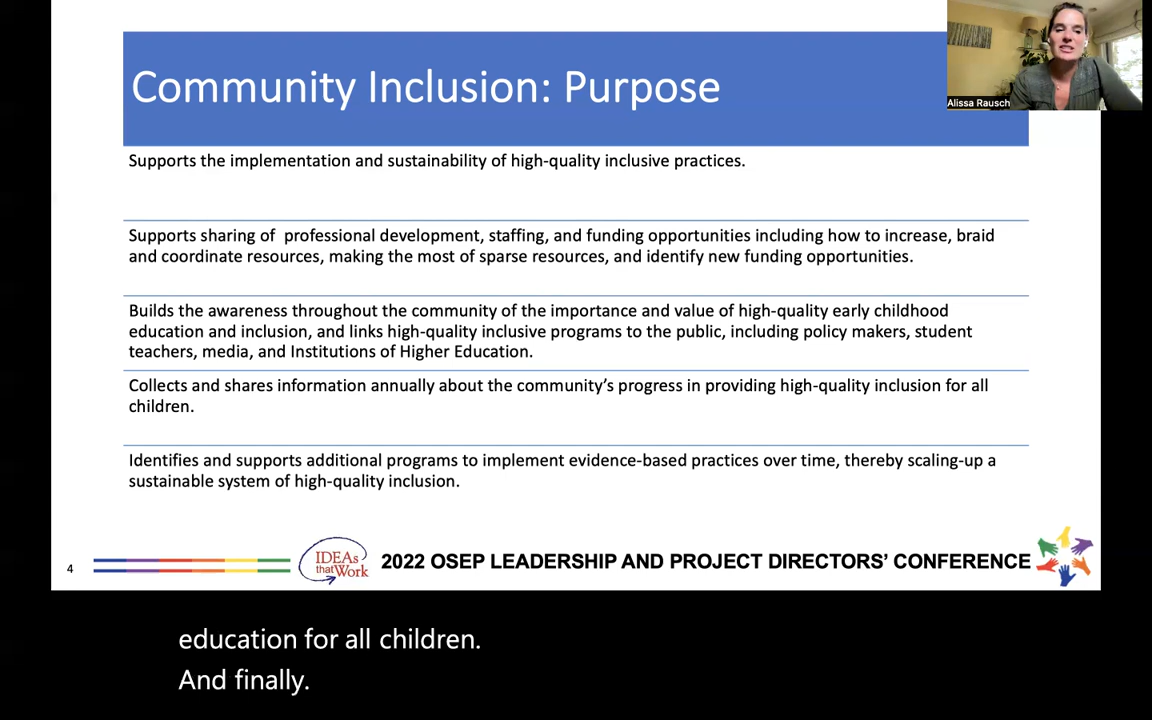 Community Inclusion: Purpose
Alissa Rausch
Supports the implementation and sustainability of high-quality inclusive practices.
Supports sharing of  professional development, staffing, and funding opportunities including how to increase, braid
and coordinate resources, making the most of sparse resources, and identify new funding opportunities.
Builds the awareness throughout the community of the importance and value of high-quality early childhood
education and inclusion, and links high-quality inclusive programs to the public, including policy makers, student
teachers, media, and Institutions of Higher Education.
Collects and shares information annually about the community's progress in providing high-quality inclusion for all
children.
Identifies and supports additional programs to implement evidence-based practices over time, thereby scaling-up a
sustainable system of high-quality inclusion.
4
IDEAs
that Work
2022 OSEP LEADERSHIP AND PROJECT DIRECTORS' CONFERENCE
education for all children.
And finally.